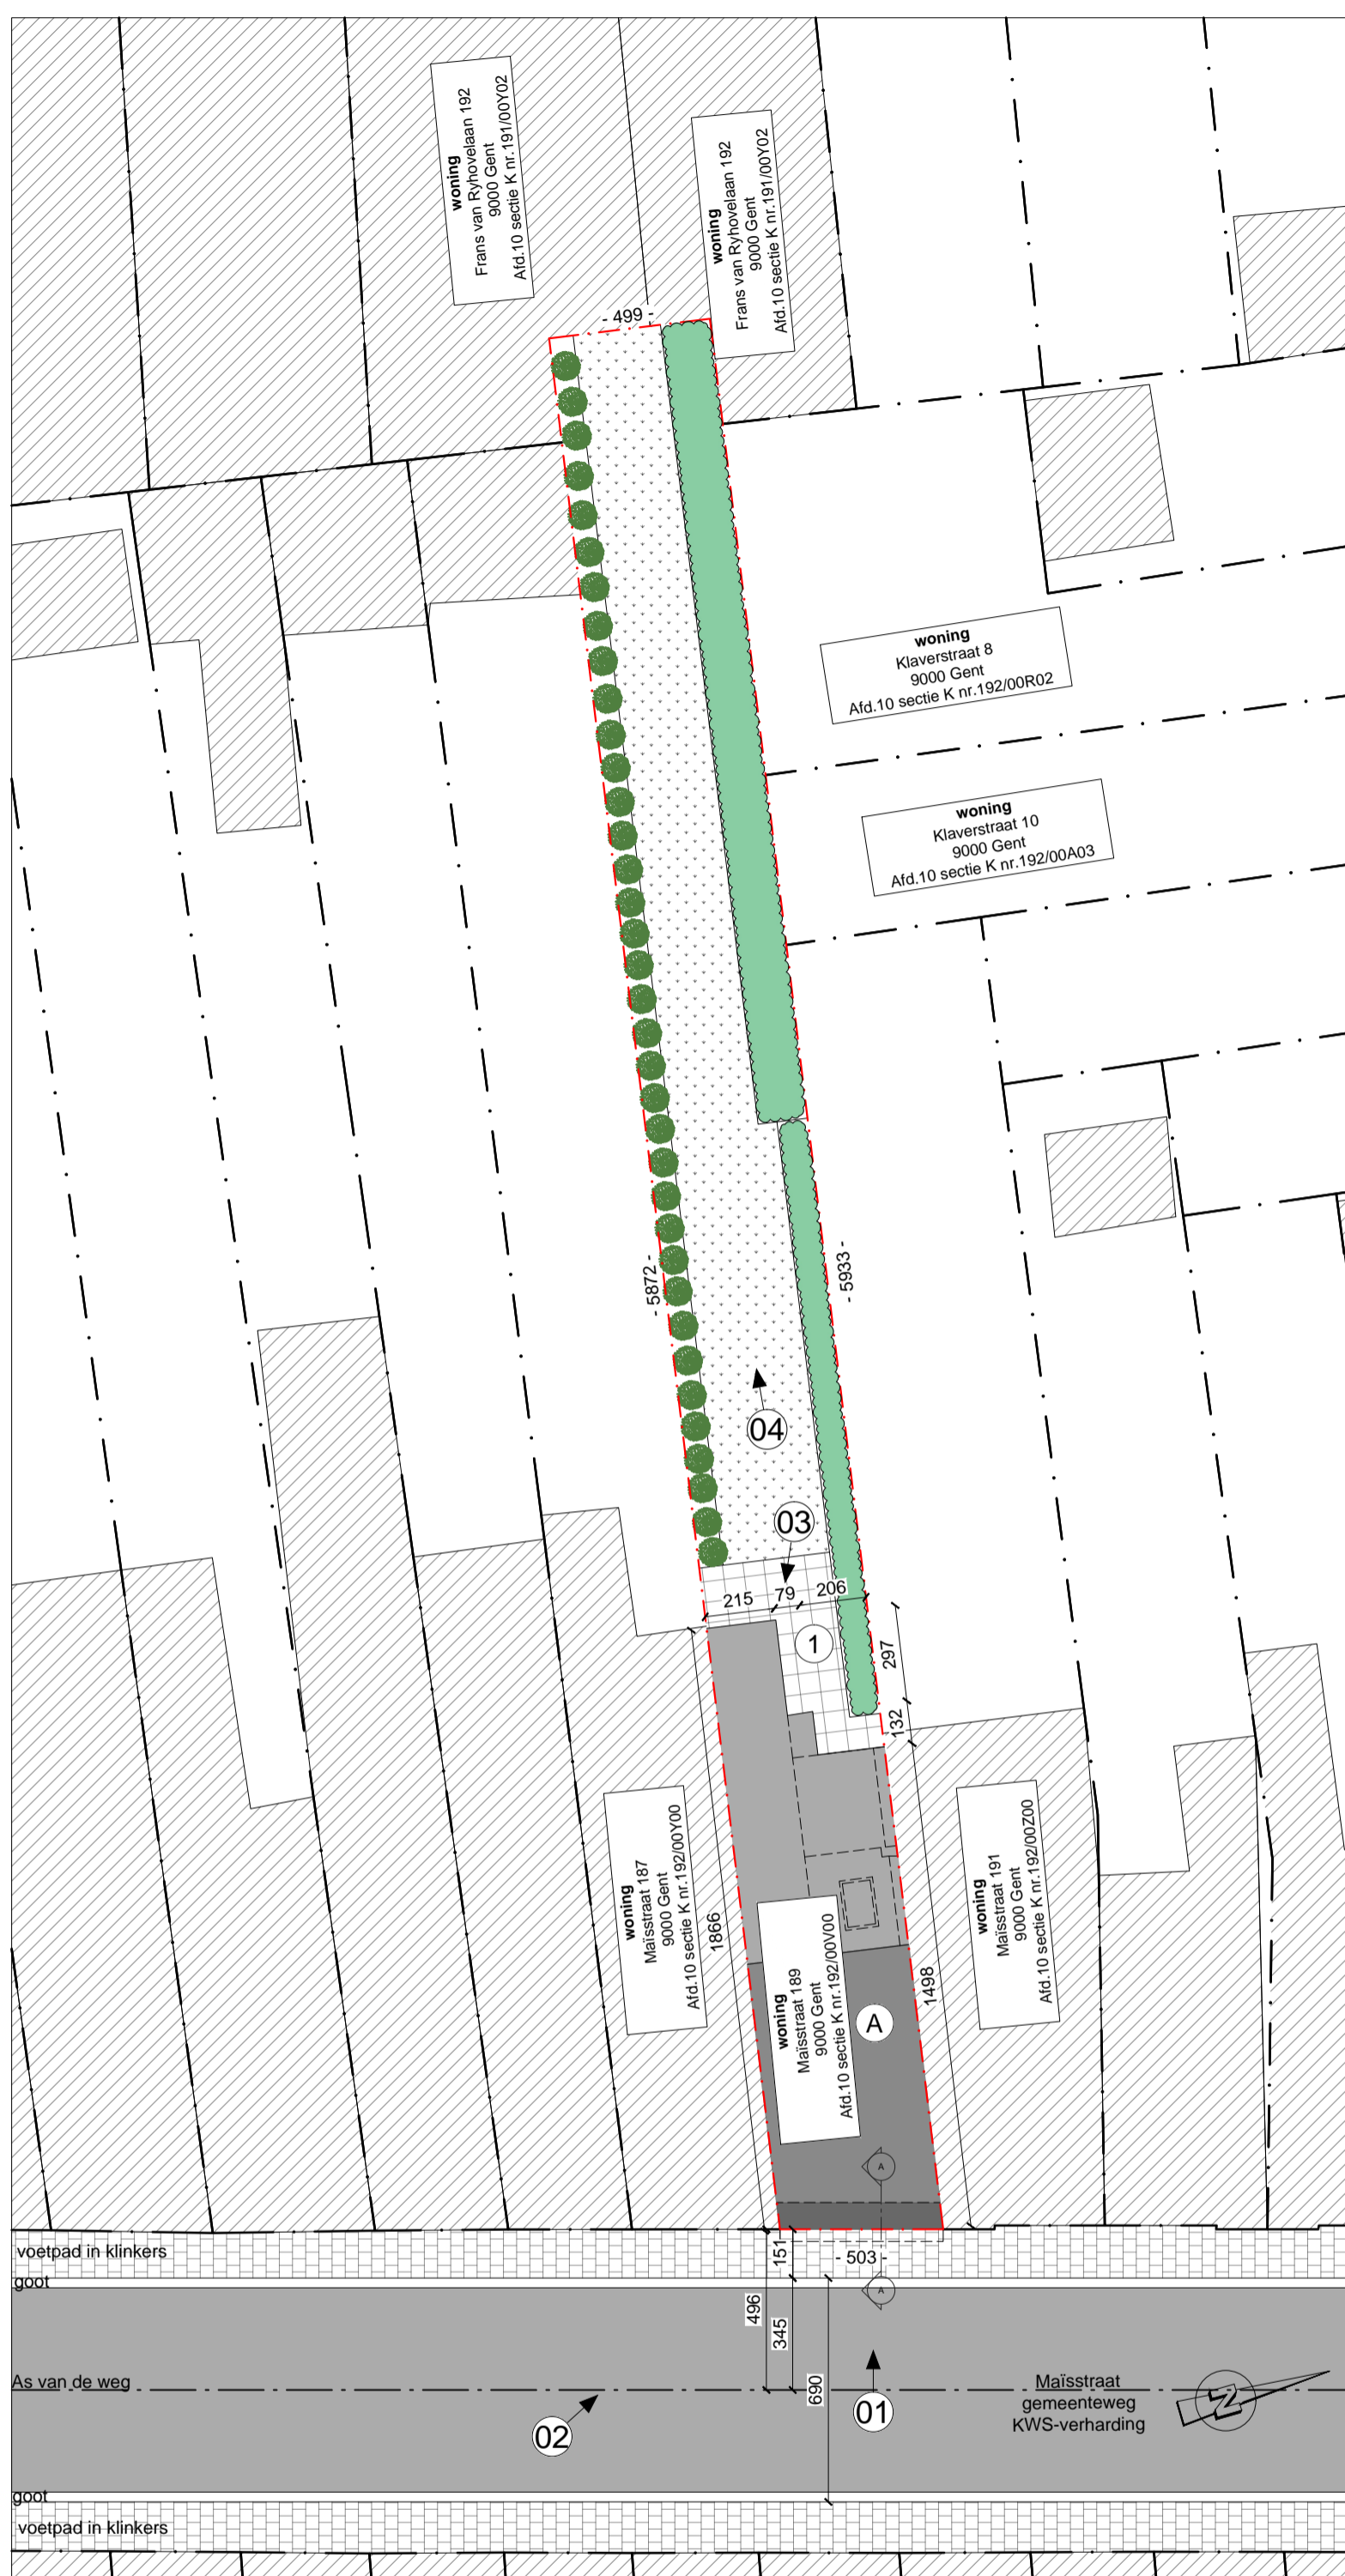 woning
Frans van Ryhovelaan 192
9000 Gent
Afd.10 sectie K nr.191/00Y02
woning
Frans van Ryhovelaan 192
9000 Gent
Afd.10 sectie K nr.191/00Y02
- 499 -
woning
Klaverstraat 8
9000 Gent
Afd.10 sectie K nr.192/00R02
woning
Klaverstraat 10
9000 Gent
Afd.10 sectie K nr.192/00A03
- 5872 -
- 5933 -
04
03
215
79
206
1
297
132
woning
Maïsstraat 187
9000 Gent
Afd.10 sectie K nr.192/00Y00
1866
woning
Maïsstraat 189
9000 Gent
Afd.10 sectie K nr.192/00V00
A
1498
woning
Maïsstraat 191
9000 Gent
Afd.10 sectie K nr.192/00Z00
A
voetpad in klinkers
151
- 503 -
goot
A
496
345
690
As van de weg
01
02
Maïsstraat
gemeenteweg
KWS-verharding
N
goot
voetpad in klinkers